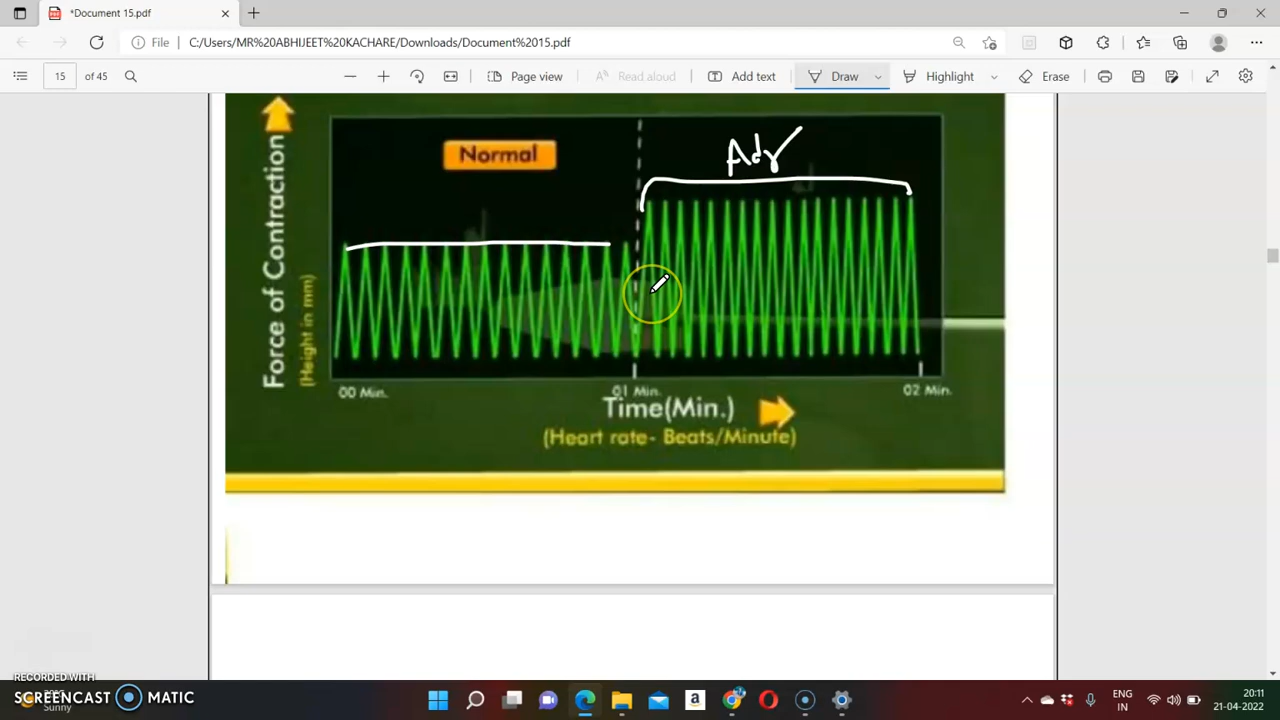 *Document 15.pdf
File
C:/Users/MR%20ABHIJEET%20KACHARE/Downloads/Document%2015.pdf
15 of 45
Page view
Read aloud
Add text
Draw
Highlight
Erase
Force of Contraction
(Height in mm)
Normal
Adr
00 Min.
01 Min.
02 Min.
Time(Min.)
(Heart rate- Beats/Minute)
RECORDED WITH
SCREENCAST MATIC
Sunny
ENG
IN
20:11
21-04-2022